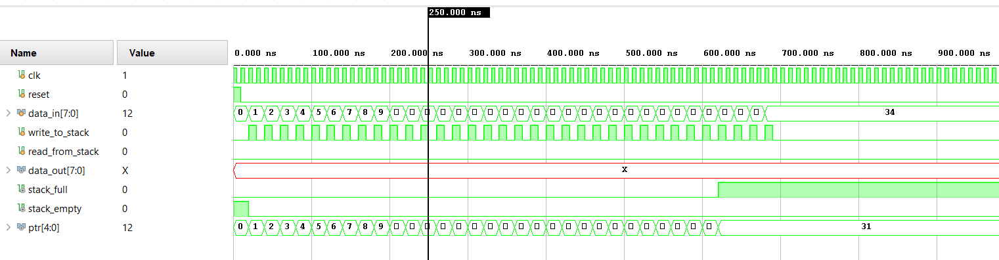 250.000 ns
Name Value 0.000 ns 100.000 ns 200.000 ns 300.000 ns 400.000 ns 500.000 ns 600.000 ns 700.000 ns 800.000 ns 900.000 ns
clk 1
reset 0
data_in[7:0] 12 0 1 2 3 4 5 6 7 8 9 34
write_to_stack 0
read_from_stack 0
data_out[7:0] X X
stack_full 0
stack_empty 0
ptr[4:0] 12 0 1 2 3 4 5 6 7 8 9 31